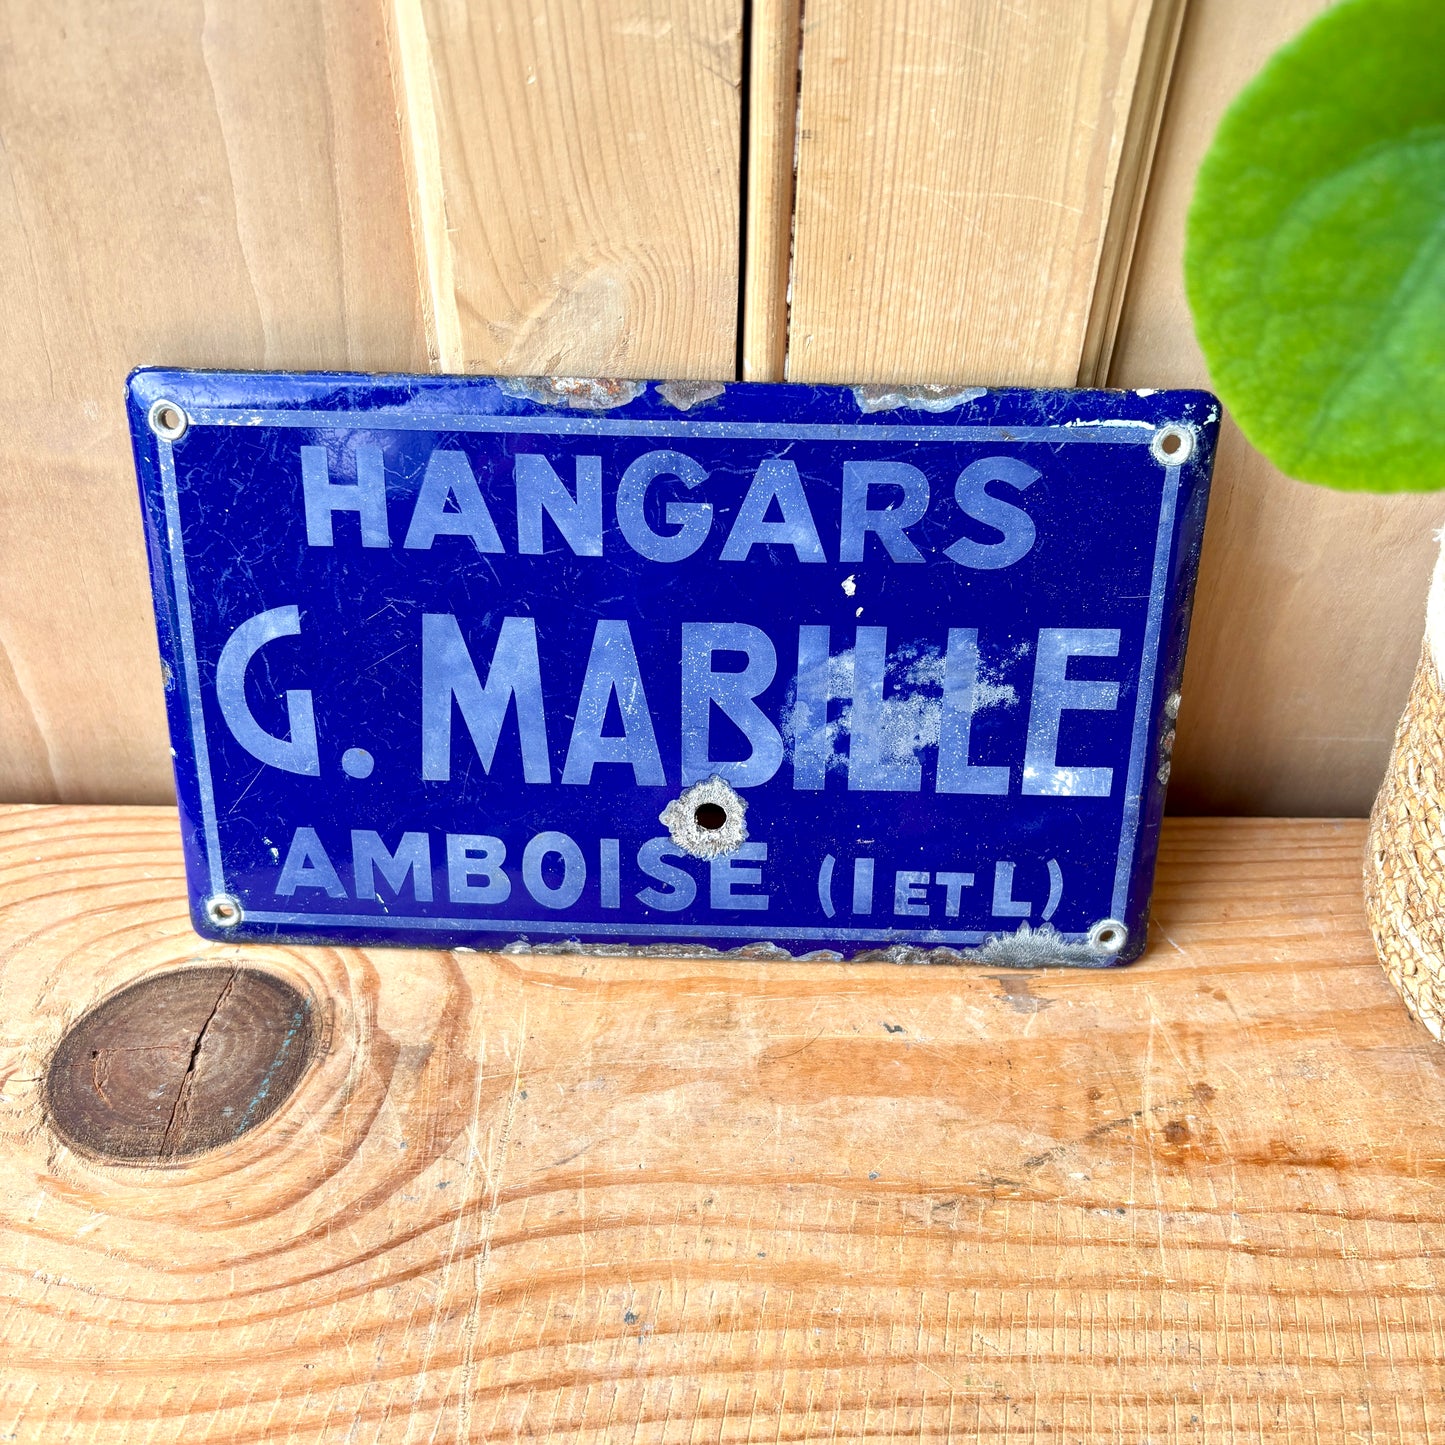 HANGARS
G. MABILLE
AMBOISE (I ET L)